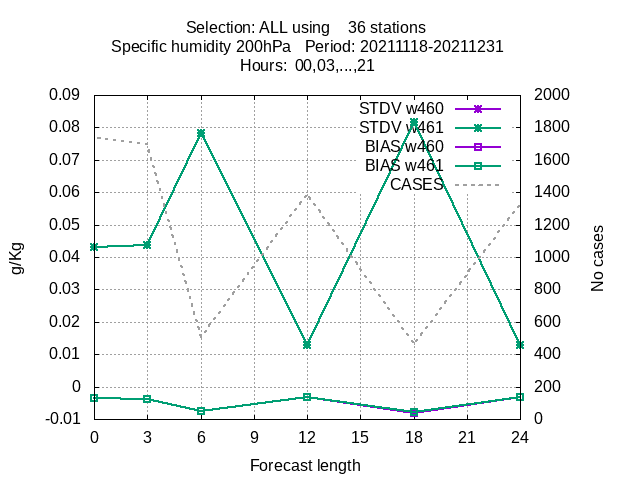 Selection: ALL using    36 stations
Specific humidity 200hPa   Period: 20211118-20211231
Hours:  00,03,...,21
0.09
0.08
0.07
0.06
0.05
0.04
0.03
0.02
0.01
0
-0.01
g/Kg
STDV w460
STDV w461
BIAS w460
BIAS w461
CASES
2000
1800
1600
1400
1200
1000
800
600
400
200
0
No cases
0 3 6 9 12 15 18 21 24
Forecast length